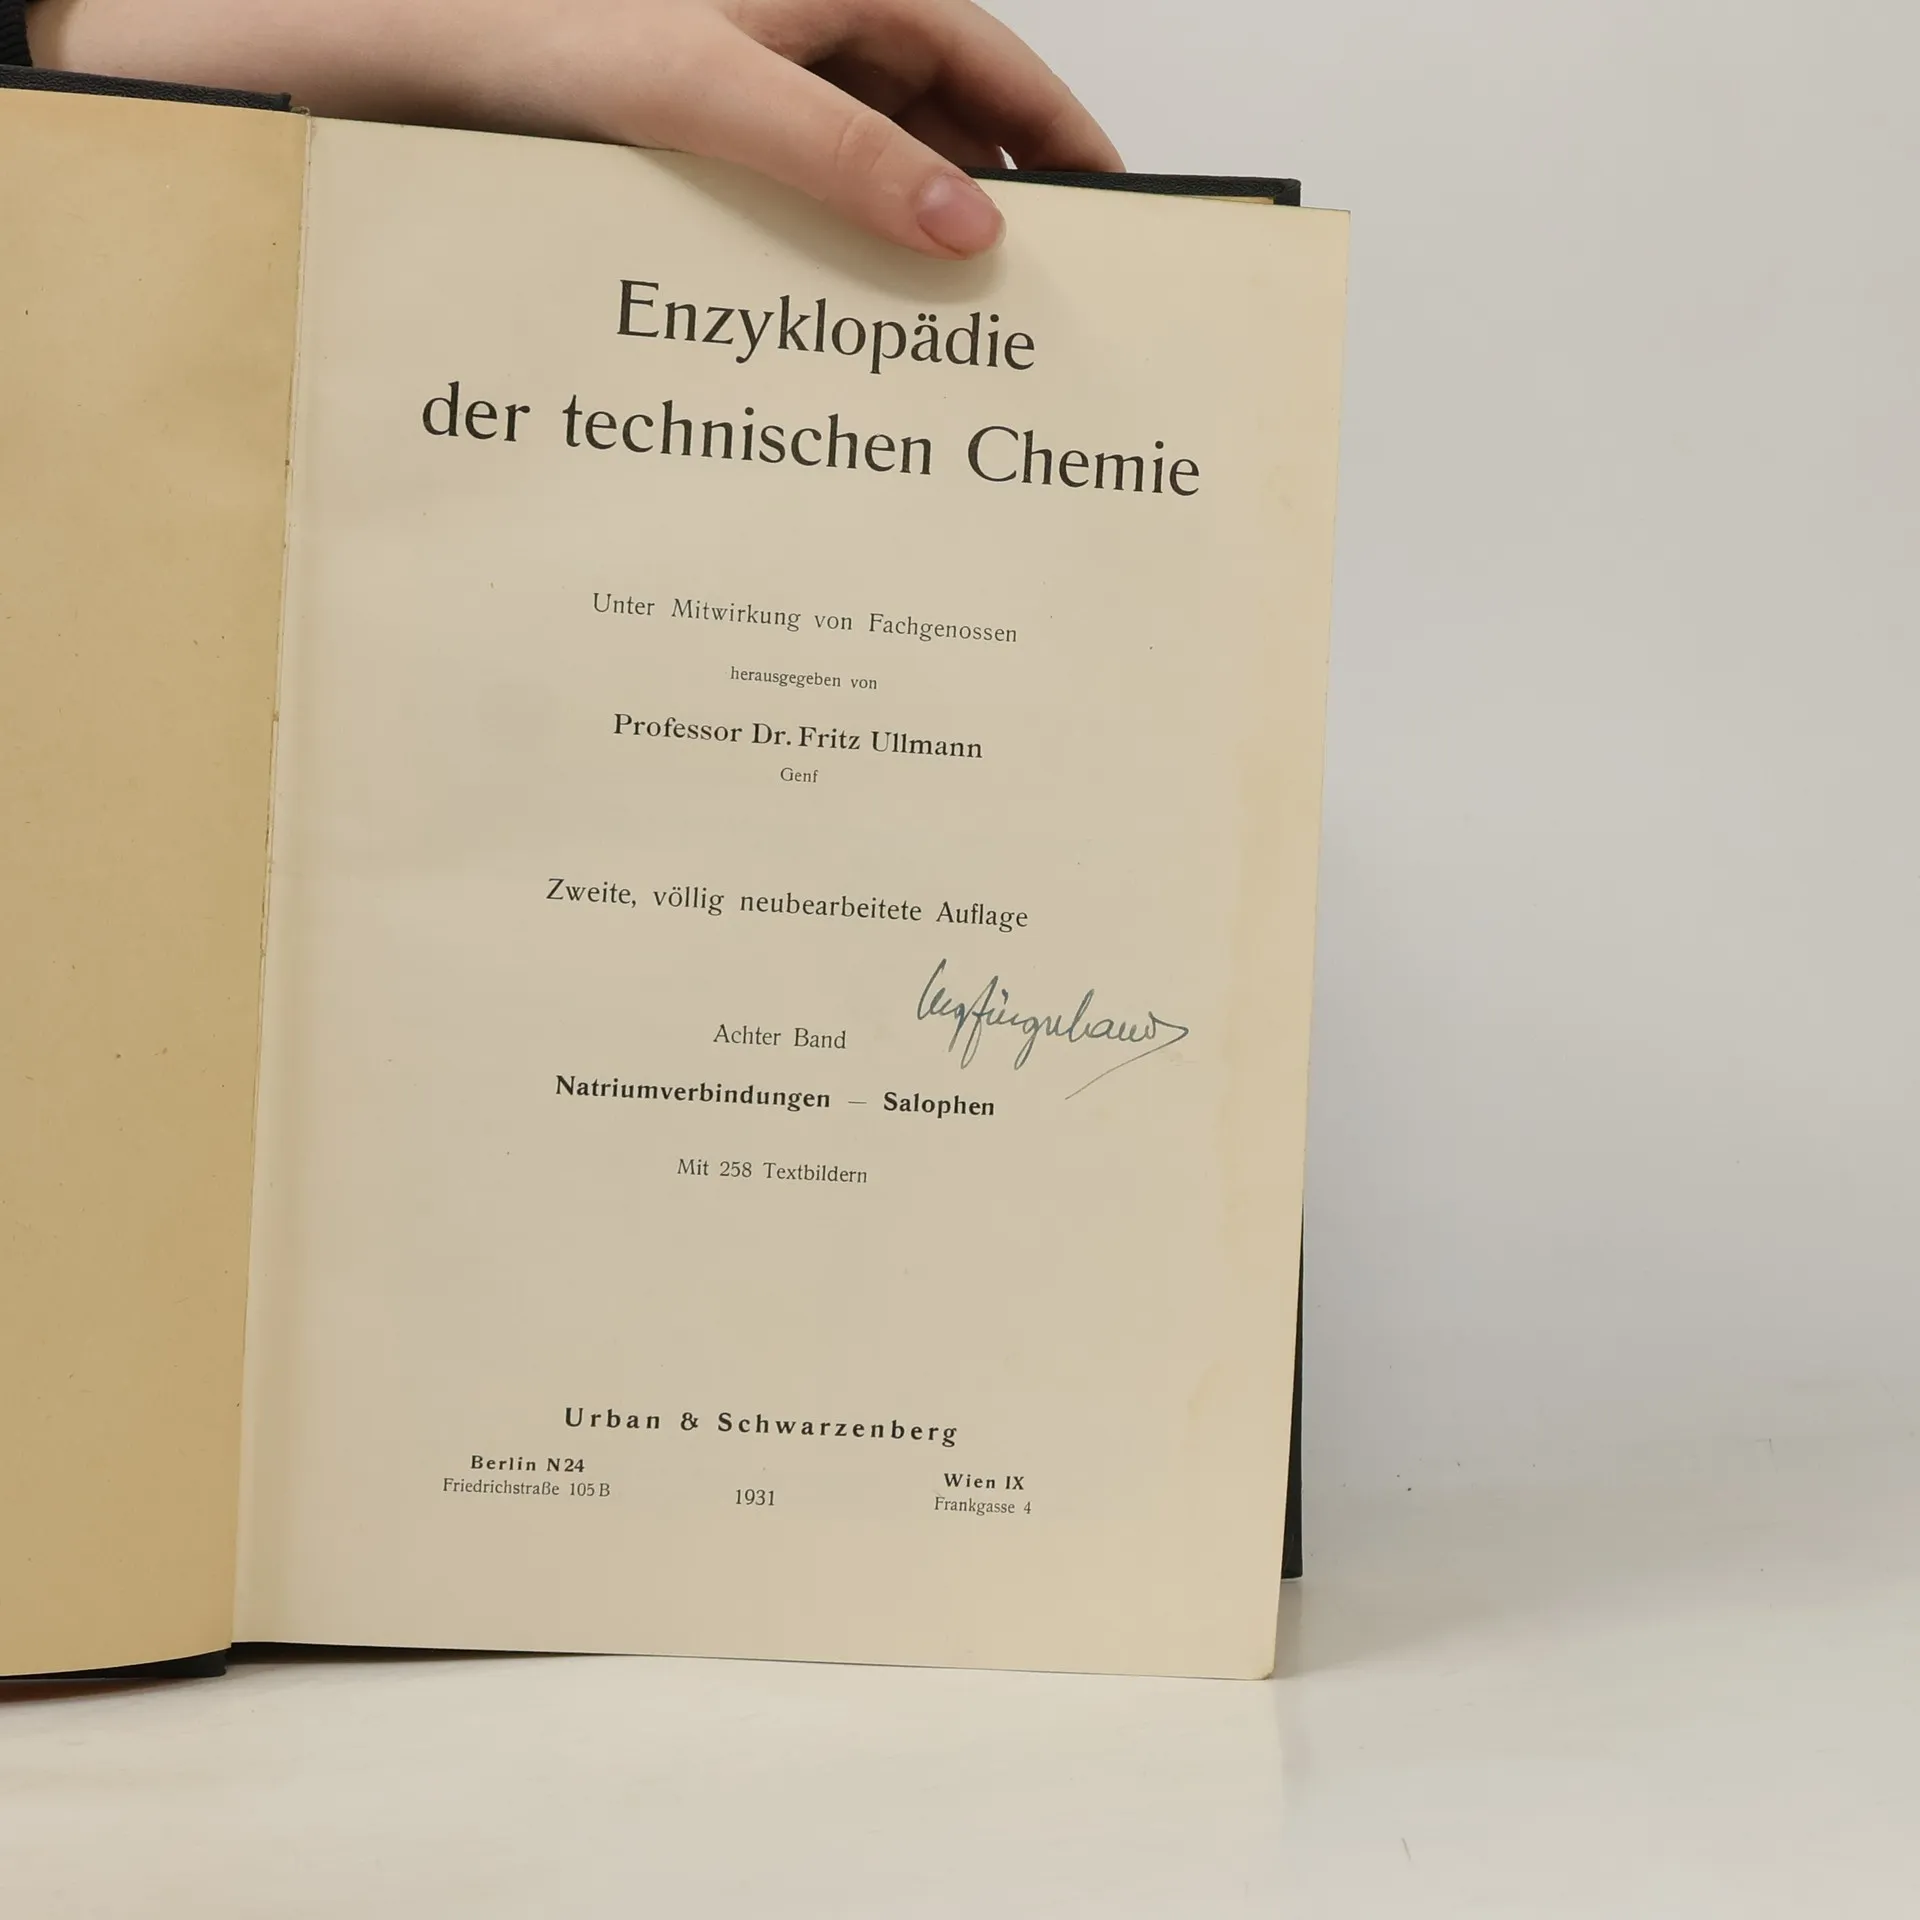 Enzyklopädie
der technischen Chemie
Unter Mitwirkung von Fachgenossen
herausgegeben von
Professor Dr. Fritz Ullmann
Genf
Zweite, völlig neubearbeitete Auflage
Achter Band
Natriumverbindungen — Salophen
Mit 258 Textbildern
Urban & Schwarzenberg
Berlin N24
Friedrichstraße 105 B
1931
Wien IX
Frankgasse 4